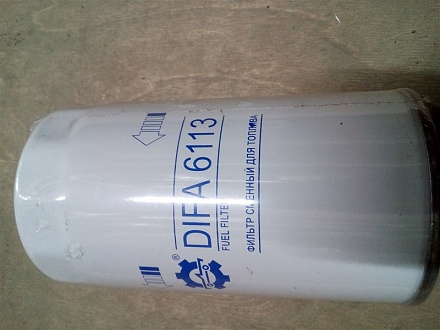 ®
DIFA 6113
FUEL FILTER
ФИЛЬТР СМЕННЫЙ ДЛЯ ТОПЛИВА